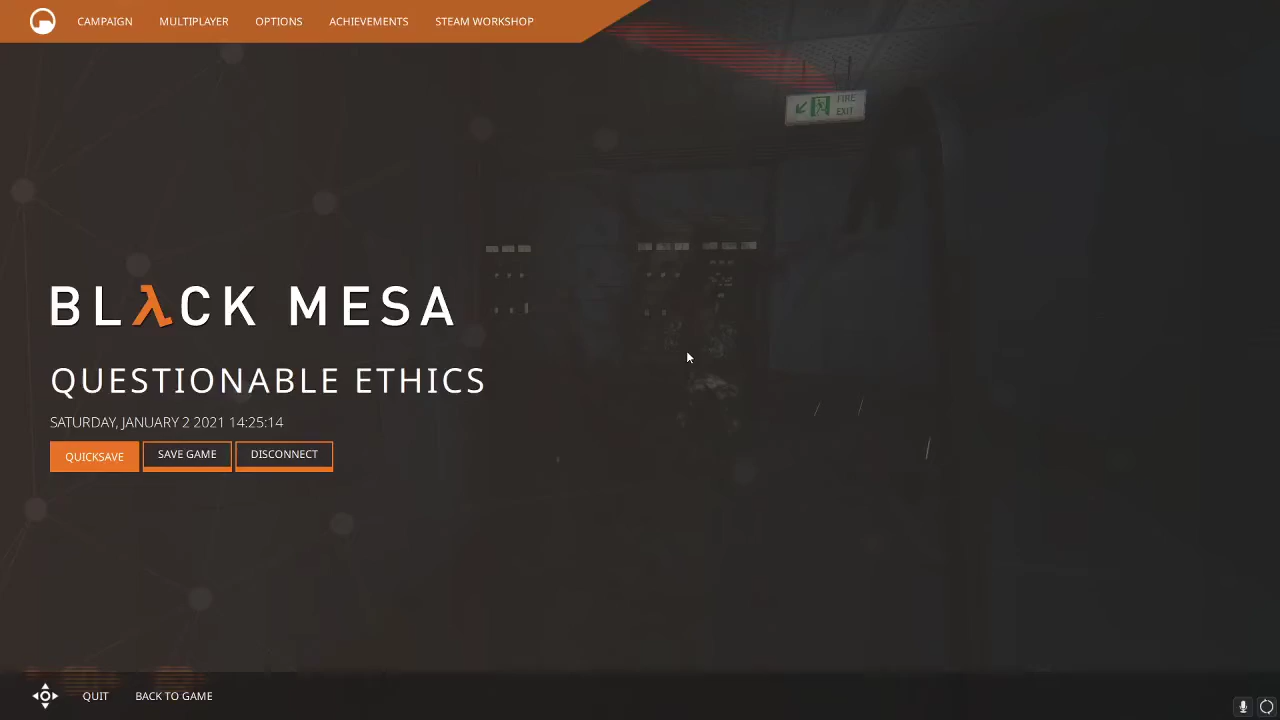 CAMPAIGN MULTIPLAYER OPTIONS ACHIEVEMENTS STEAM WORKSHOP
FIRE
EXIT
BLλCK MESA
QUESTIONABLE ETHICS
SATURDAY, JANUARY 2 2021 14:25:14
QUICKSAVE SAVE GAME DISCONNECT
QUIT BACK TO GAME